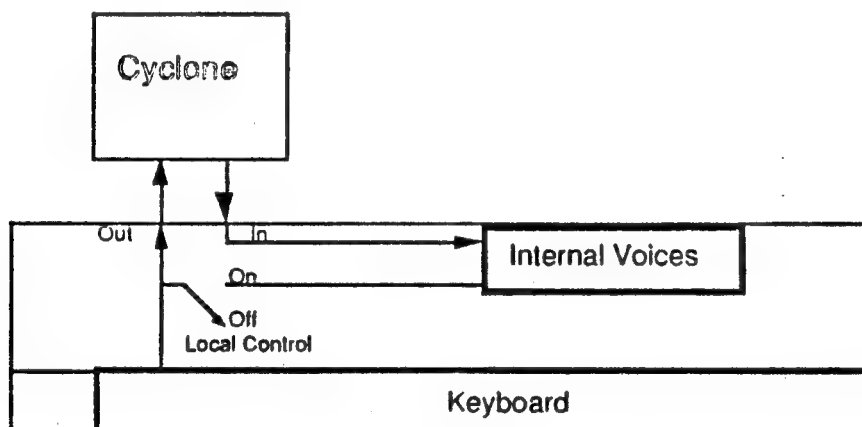 Cyclone
Out
In
Internal Voices
On
Off
Local Control
Keyboard